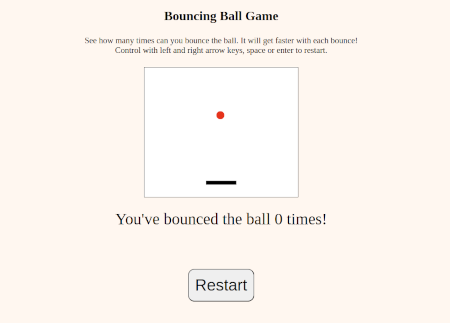 Bouncing Ball Game
See how many times can you bounce the ball. It will get faster with each bounce!
Control with left and right arrow keys, space or enter to restart.
You've bounced the ball 0 times!
Restart